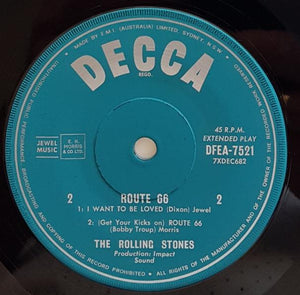 MADE BY E.M.I. (AUSTRALIA) LIMITED SYDNEY, N.S.W.
DECCA
REGD.
45 R.P.M.
EXTENDED PLAY
JEWEL
MUSIC
E. H.
MORRIS
& CO LTD.
DFEA-7521
7XDEC682
2 ROUTE 66 2
1: I WANT TO BE LOVED (Dixon) Jewel
2: (Get Your Kicks on) ROUTE 66
(Bobby Troup) Morris
THE ROLLING STONES
Production: Impact
Sound
UNAUTHORISED PUBLIC PERFORMANCE BROADCASTING AND COPYING OF THIS RECORD PROHIBITED • ALL RIGHTS OF THE MANUFACTURER AND OF THE OWNER OF THE RECORDED WORK RESERVED